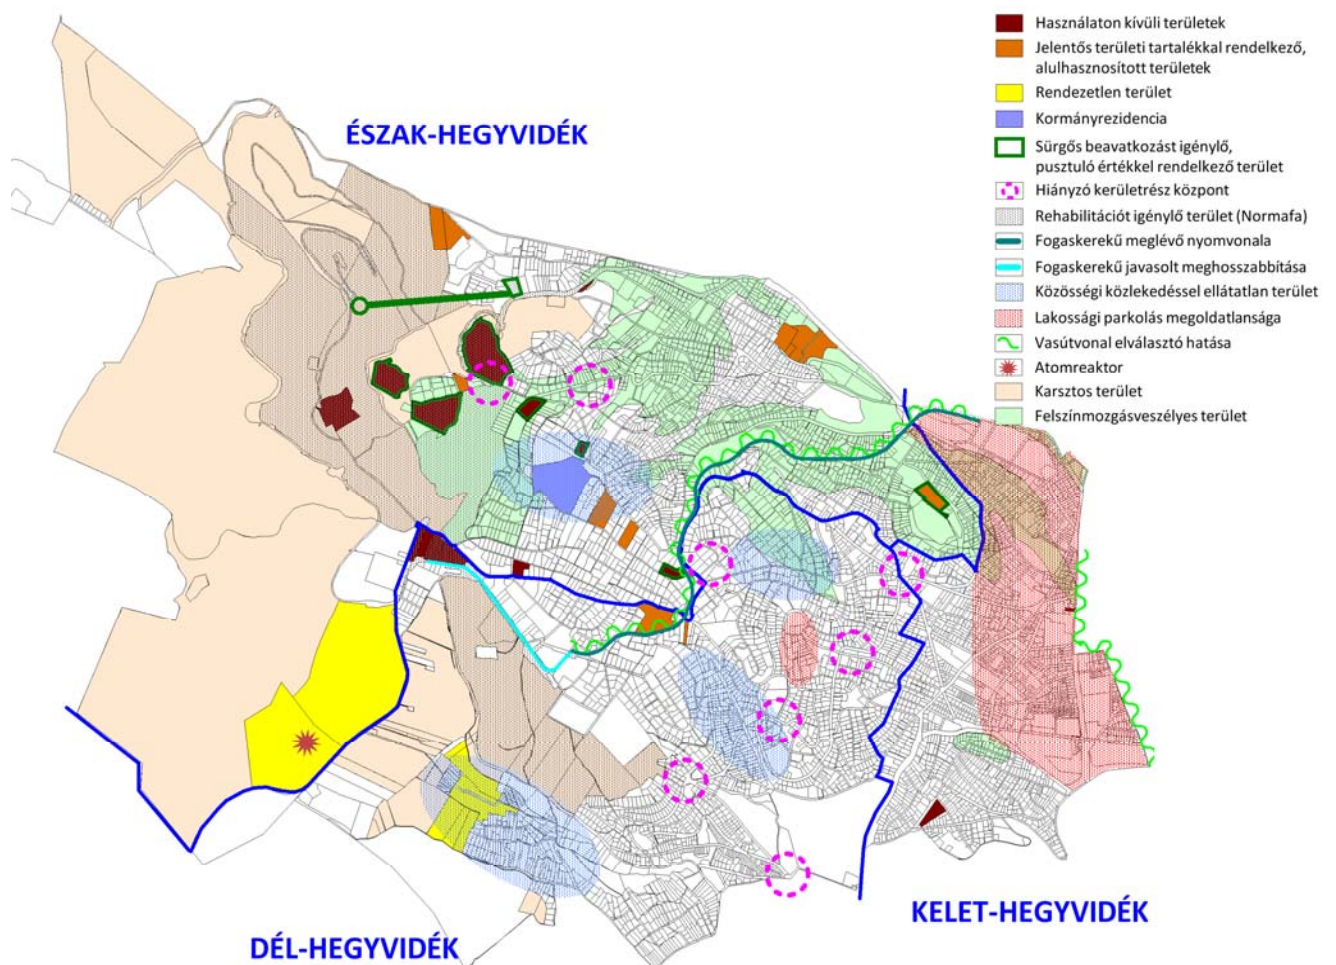 Használaton kívüli területek
Jelentős területi tartalékkal rendelkező,
alulhasznosított területek
Rendezetlen terület
Kormányrezidencia
Sürgős beavatkozást igénylő,
pusztuló értékkel rendelkező terület
Hiányzó kerületrész központ
Rehabilitációt igénylő terület (Normafa)
Fogaskerekű meglévő nyomvonala
Fogaskerekű javasolt meghosszabbítása
Közösségi közlekedéssel ellátatlan terület
Lakossági parkolás megoldatlansága
Vasútvonal elválasztó hatása
Atomreaktor
Karsztos terület
Felszínmozgásveszélyes terület
ÉSZAK-HEGYVIDÉK
KELET-HEGYVIDÉK
DÉL-HEGYVIDÉK